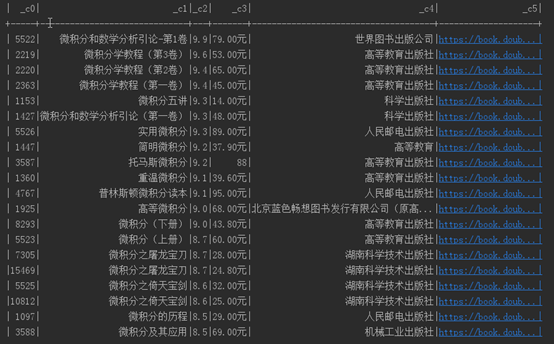 | _c0| _c1|_c2| _c3| _c4| _c5|
| 5522| 微积分和数学分析引论-第1卷|9.9|79.00元| 世界图书出版公司|https://book.doub...|
| 2219| 微积分学教程（第3卷）|9.6|53.00元| 高等教育出版社|https://book.doub...|
| 2220| 微积分学教程（第2卷）|9.4|65.00元| 高等教育出版社|https://book.doub...|
| 2363| 微积分学教程（第一卷）|9.4|45.00元| 高等教育出版社|https://book.doub...|
| 1153| 微积分五讲|9.3|14.00元| 科学出版社|https://book.doub...|
| 1427|微积分和数学分析引论（第一卷）|9.3|48.00元| 科学出版社|https://book.doub...|
| 5526| 实用微积分|9.3|89.00元| 人民邮电出版社|https://book.doub...|
| 1447| 简明微积分|9.2|37.90元| 高等教育|https://book.doub...|
| 3587| 托马斯微积分|9.2| 88| 高等教育出版社|https://book.doub...|
| 1360| 重温微积分|9.1|39.60元| 高等教育出版社|https://book.doub...|
| 4767| 普林斯顿微积分读本|9.1|95.00元| 人民邮电出版社|https://book.doub...|
| 1925| 高等微积分|9.0|68.00元|北京蓝色畅想图书发行有限公司（原高...|https://book.doub...|
| 8293| 微积分（下册）|9.0|43.80元| 高等教育出版社|https://book.doub...|
| 5523| 微积分（上册）|8.7|60.00元| 高等教育出版社|https://book.doub...|
| 7305| 微积分之屠龙宝刀|8.7|28.00元| 湖南科学技术出版社|https://book.doub...|
|15469| 微积分之屠龙宝刀|8.7|24.80元| 湖南科学技术出版社|https://book.doub...|
| 5525| 微积分之倚天宝剑|8.6|32.00元| 湖南科学技术出版社|https://book.doub...|
|10812| 微积分之倚天宝剑|8.6|25.00元| 湖南科学技术出版社|https://book.doub...|
| 1097| 微积分的历程|8.5|29.00元| 人民邮电出版社|https://book.doub...|
| 3588| 微积分及其应用|8.5|69.00元| 机械工业出版社|https://book.doub...|